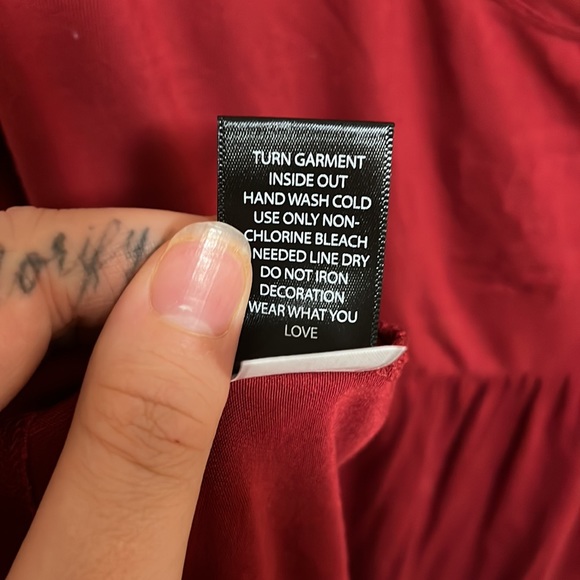 TURN GARMENT
INSIDE OUT
HAND WASH COLD
USE ONLY NON-
CHLORINE BLEACH
NEEDED LINE DRY
DO NOT IRON
DECORATION
WEAR WHAT YOU
LOVE